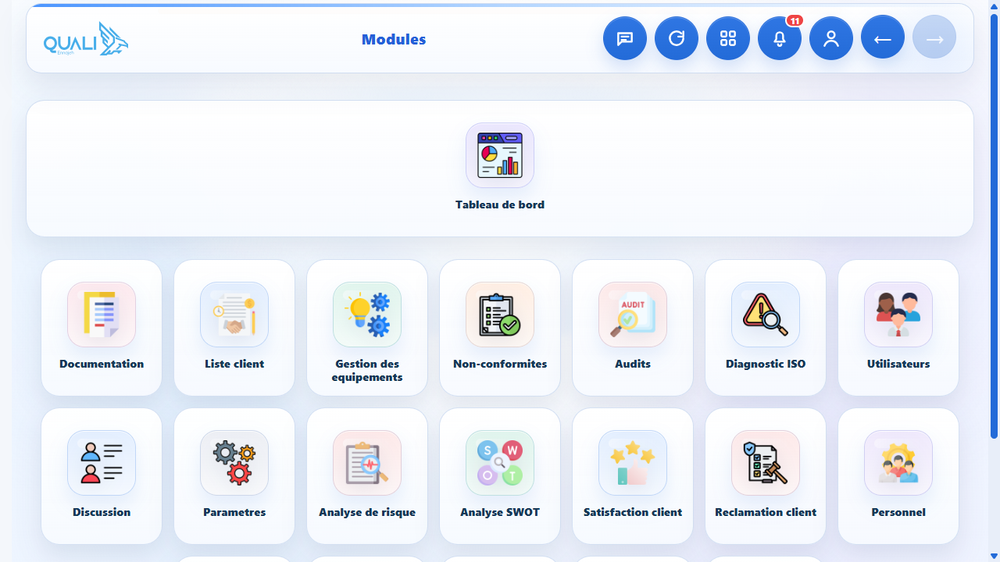 QUALI
Ennajim
Modules
11
Tableau de bord
Documentation
Liste client
Gestion des
equipements
Non-conformites
AUDIT
Audits
Diagnostic ISO
Utilisateurs
Discussion
Parametres
Analyse de risque
S W
O T
Analyse SWOT
Satisfaction client
Reclamation client
Personnel